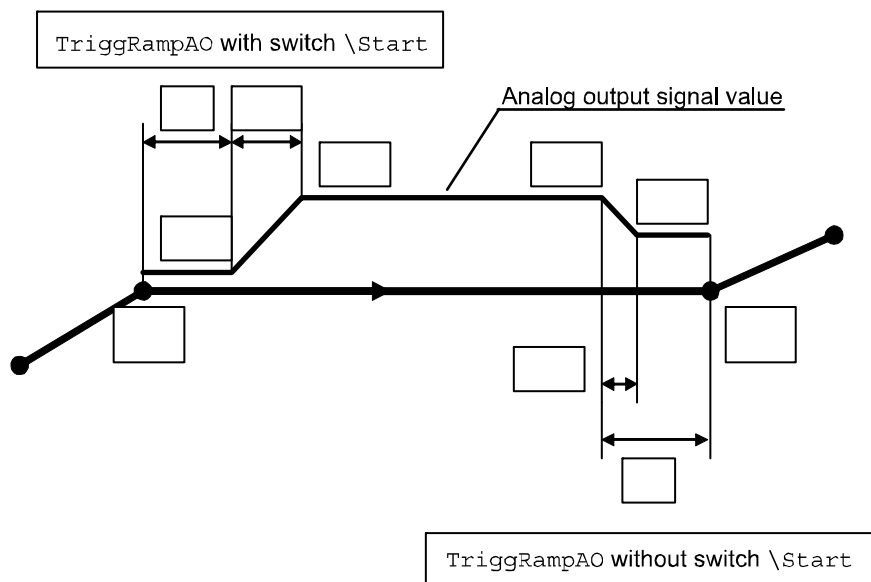 TriggRampAO with switch \Start
Analog output signal value
TriggRampAO without switch \Start